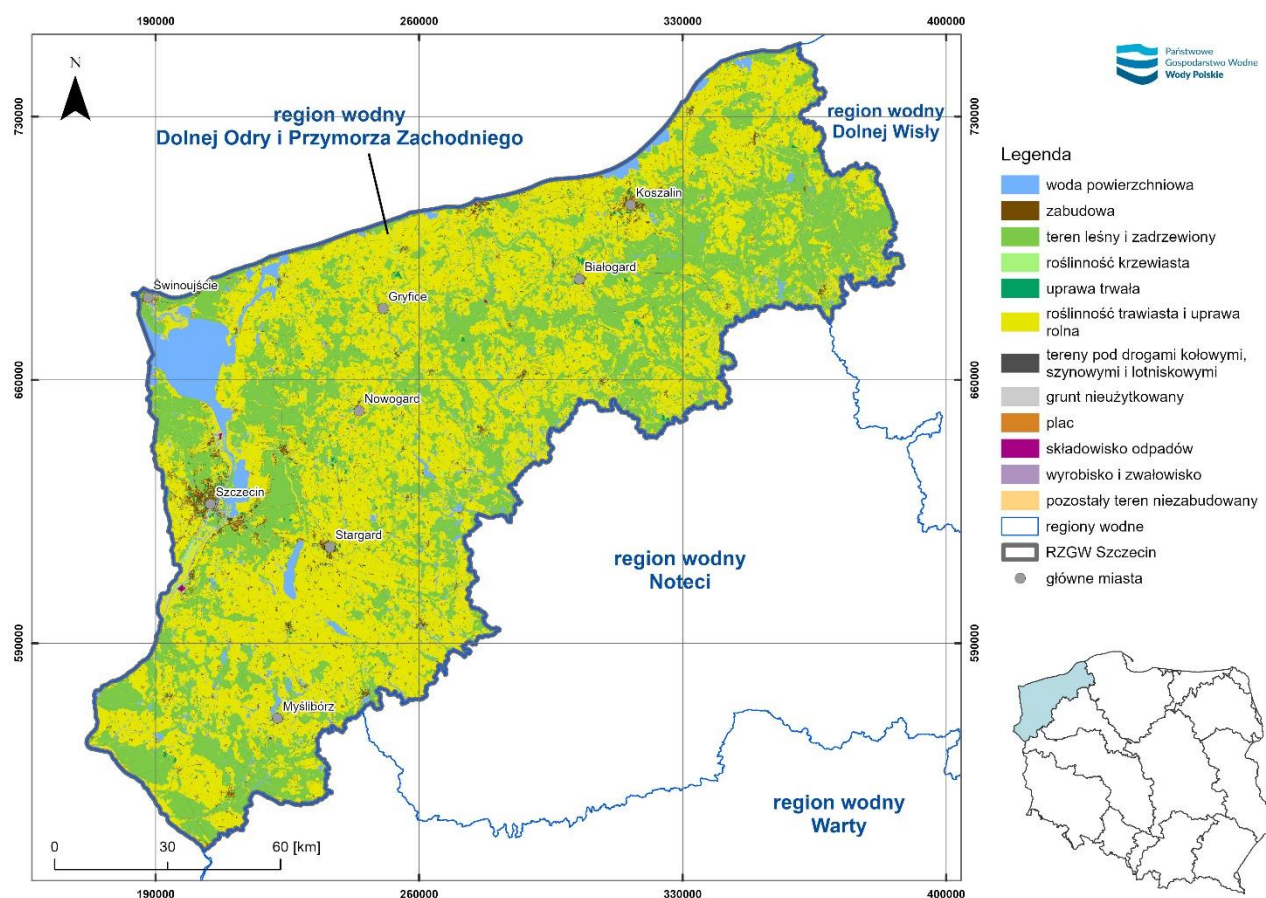 190000
260000
330000
400000
730000
660000
590000
730000
660000
590000
190000
260000
330000
400000
N
region wodny
Dolnej Odry i Przymorza Zachodniego
region wodny
Dolnej Wisły
Koszalin
Białogard
Świnoujście
Gryfice
Nowogard
Szczecin
Stargard
region wodny
Noteci
Myślibórz
region wodny
Warty
0 30 60 [km]
Państwowe
Gospodarstwo Wodne
Wody Polskie
Legenda
woda powierzchniowa
zabudowa
teren leśny i zadrzewiony
roślinność krzewiasta
uprawa trwała
roślinność trawiasta i uprawa
rolna
tereny pod drogami kołowymi,
szynowymi i lotniskowymi
grunt nieużytkowany
plac
składowisko odpadów
wyrobisko i zwałowisko
pozostały teren niezabudowany
regiony wodne
RZGW Szczecin
główne miasta